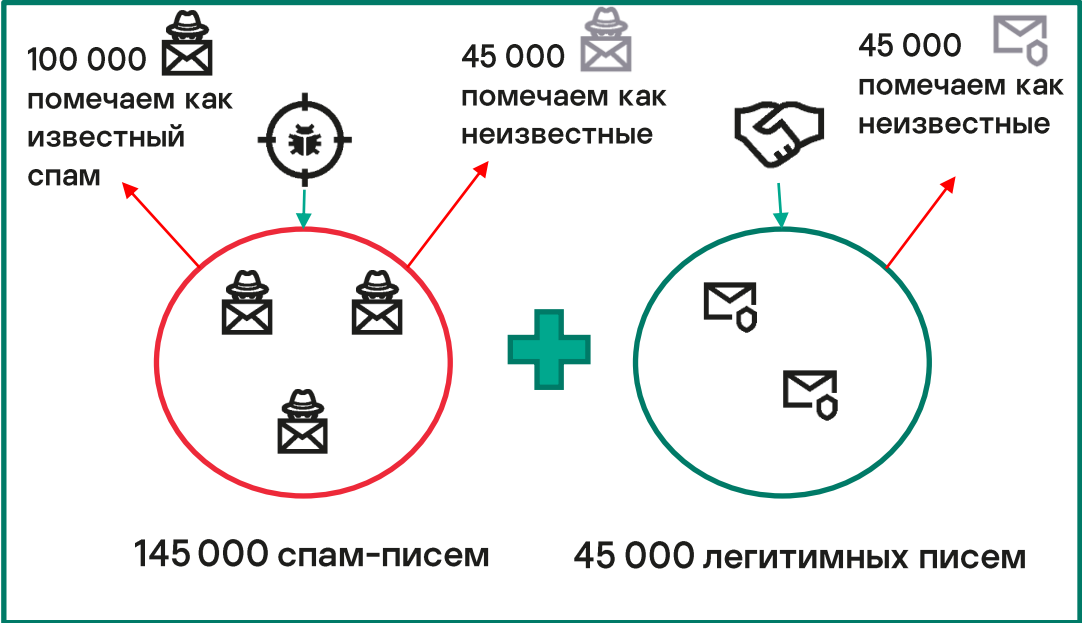 100 000
помечаем как
известный
спам
45 000
помечаем как
неизвестные
45 000
помечаем как
неизвестные
145 000 спам-писем
45 000 легитимных писем